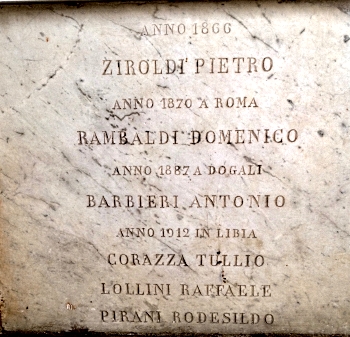 ANNO 1866
ZIROLDI PIETRO
ANNO 1870 A ROMA
RAMBALDI DOMENICO
ANNO 1887 A DOGALI
BARBIERI ANTONIO
ANNO 1912 IN LIBIA
CORAZZA TULLIO
LOLLINI RAFFAELE
PIRANI RODESILDO